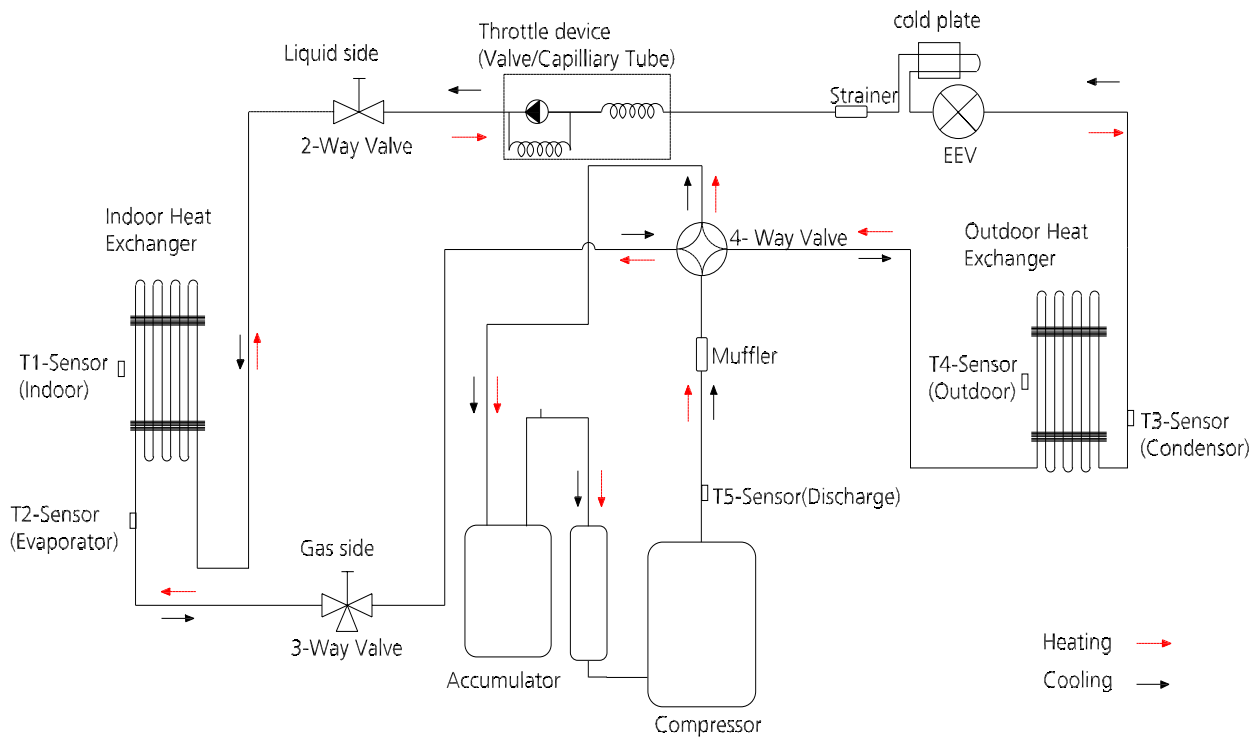 cold plate
Throttle device
(Valve/Capilliary Tube)
Liquid side
Strainer
2-Way Valve
EEV
Indoor Heat
Exchanger
4- Way Valve
Outdoor Heat
Exchanger
Muffler
T1-Sensor
(Indoor)
T4-Sensor
(Outdoor)
T3-Sensor
(Condensor)
T5-Sensor(Discharge)
T2-Sensor
(Evaporator)
Gas side
3-Way Valve
Heating
Accumulator
Cooling
Compressor